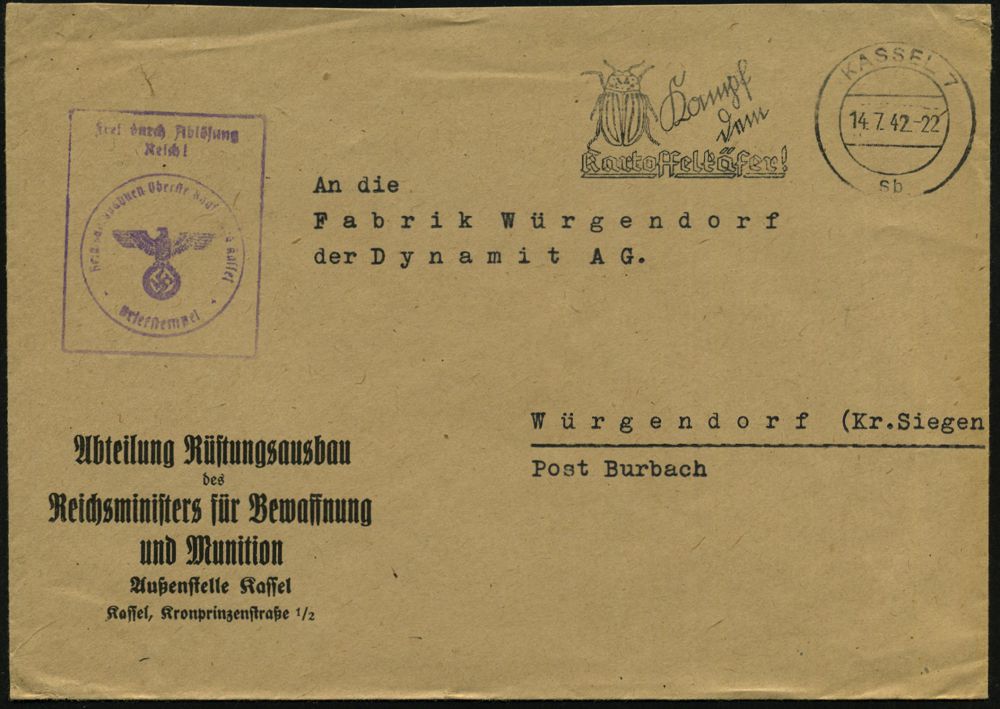 Frei durch Ablösung
Reich!
Oberste Kassel
Briefstempel
Kampf
dem
Kartoffelkäfer!
KASSEL 7
14.7.42.-22
sb
An die
Fabrik Würgendorf
der Dynamit AG.
Würgendorf (Kr.Siegen
Post Burbach
Abteilung Rüstungsausbau
des
Reichsministers für Bewaffnung
und Munition
Außenstelle Kassel
Kassel, Kronprinzenstraße 1/2